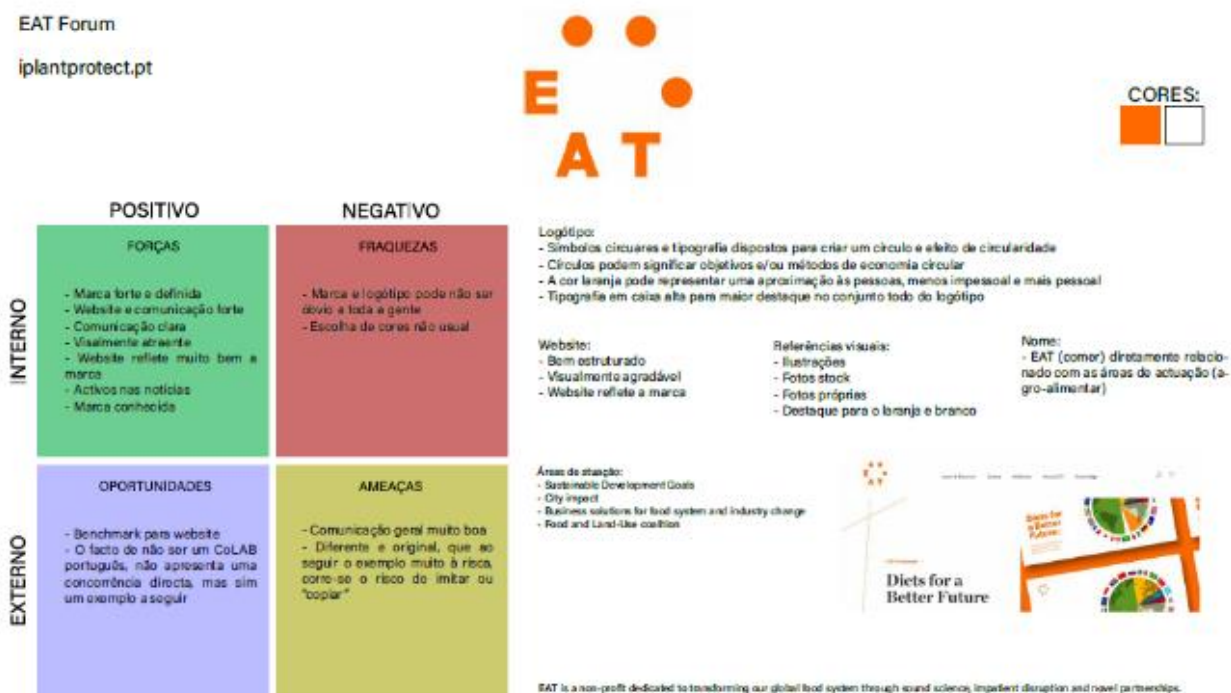 EAT Forum
iplantprotect.pt
E
A T
CORES:
POSITIVO
NEGATIVO
INTERNO
FORÇAS
- Marca forte e definida
- Website e comunicação forte
- Comunicação clara
- Visalmente atraente
- Website reflete muito bem a
marca
- Activos nas notícias
- Marca conhecida
FRAQUEZAS
- Marca e logótipo pode não ser
óbvio a toda a gente
- Escolha de cores não usual
Logótipo:
- Símbolos circuares e tipografia dispostos para criar um círculo e efeito de circularidade
- Círculos podem significar objetivos e/ou métodos de economia circular
- A cor laranja pode representar uma aproximação às pessoas, menos impessoal e mais pessoal
- Tipografia em caixa alta para maior destaque no conjunto todo do logótipo
Website:
- Bem estruturado
- Visualmente agradável
- Website reflete a marca
Referências visuais:
- Ilustrações
- Fotos stock
- Fotos próprias
- Destaque para o laranja e branco
Nome:
- EAT (comer) diretamente relacio-
nado com as áreas de actuação (a-
gro-alimentar)
EXTERNO
OPORTUNIDADES
- Benchmark para website
- O facto de não ser um CoLAB
português, não apresenta uma
concorrência directa, mas sim
um exemplo a seguir
AMEAÇAS
- Comunicação geral muito boa
- Diferente e original, que ao
seguir o exemplo muito à risca,
corre-se o risco de imitar ou
"copiar"
Áreas de atuação:
- Sustainable Development Goals
- City impact
- Business solutions for food system and industry change
- Food and Land-Use coalition
Diets for a
Better Future
Diets for
a Better
Future:
EAT is a non-profit dedicated to transforming our global food system through sound science, impatient disruption and novel partnerships.